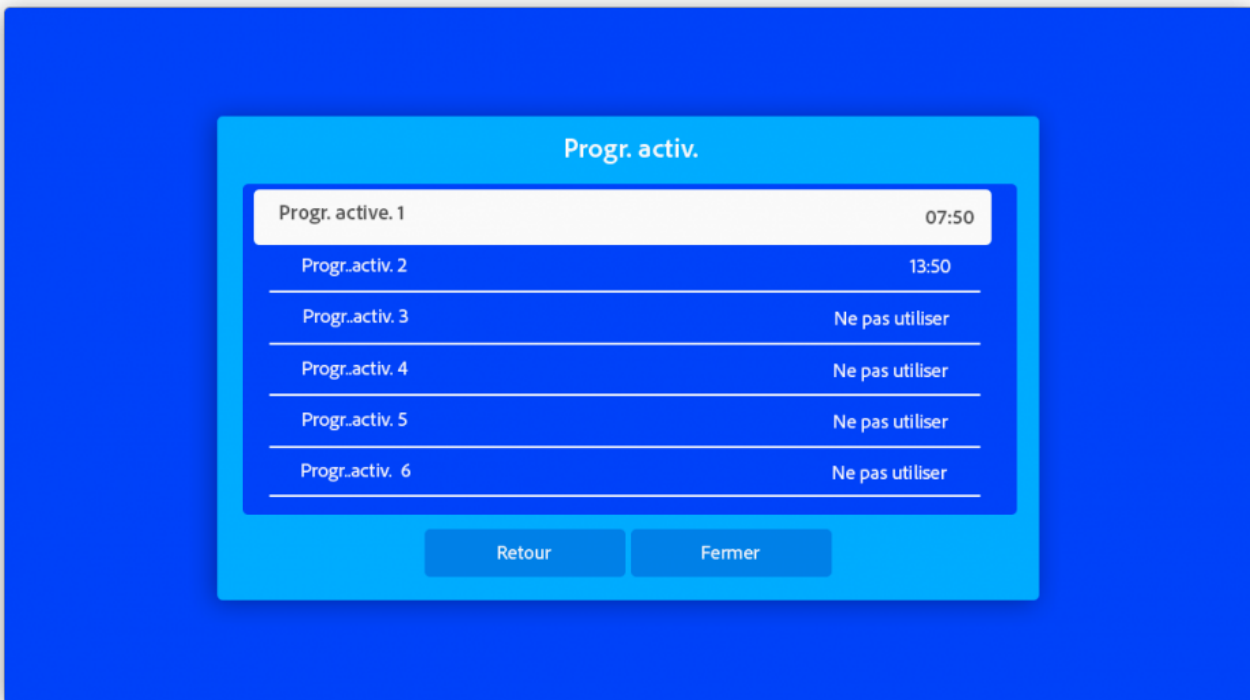 Progr. activ.
Progr. active. 1 07:50
Progr..activ. 2 13:50
Progr..activ. 3 Ne pas utiliser
Progr..activ. 4 Ne pas utiliser
Progr..activ. 5 Ne pas utiliser
Progr..activ. 6 Ne pas utiliser
Retour Fermer